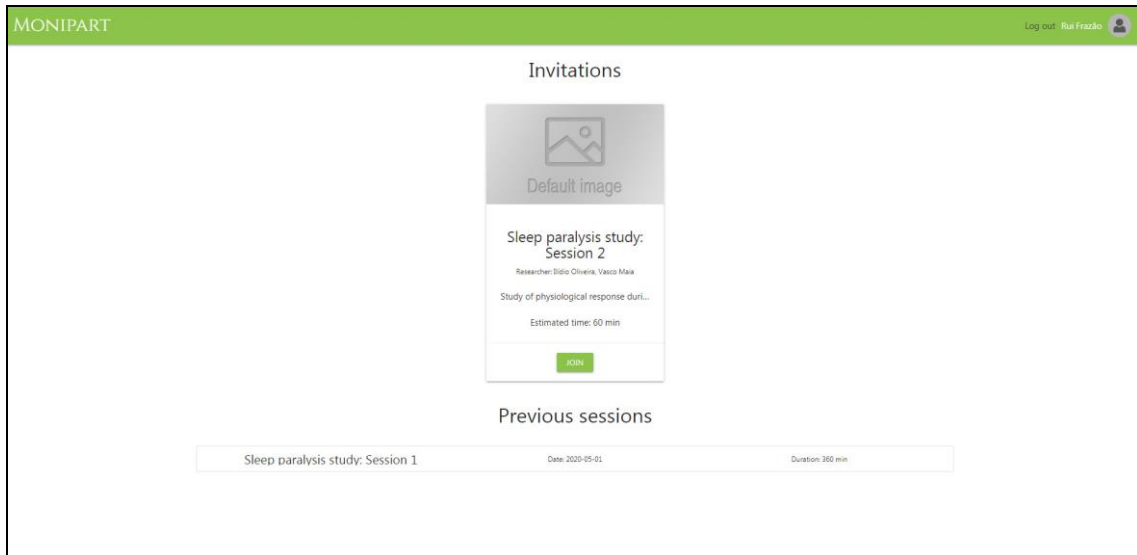 MONIPART
Log out Rui Frazão
Invitations
Default image
Sleep paralysis study:
Session 2
Researcher: Ilídio Oliveira, Vasco Maia
Study of physiological response duri...
Estimated time: 60 min
JOIN
Previous sessions
Sleep paralysis study: Session 1 Date: 2020-05-01 Duration: 360 min